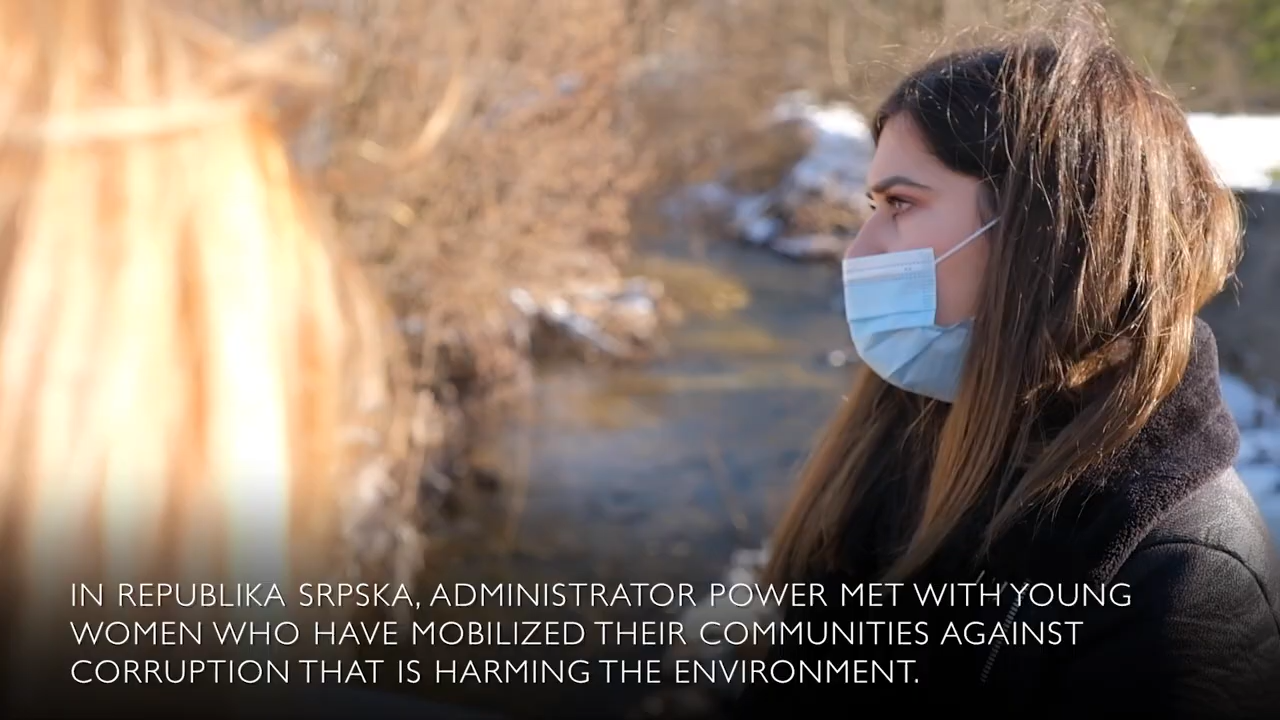 IN REPUBLIKA SRPSKA, ADMINISTRATOR POWER MET WITH YOUNG
WOMEN WHO HAVE MOBILIZED THEIR COMMUNITIES AGAINST
CORRUPTION THAT IS HARMING THE ENVIRONMENT.